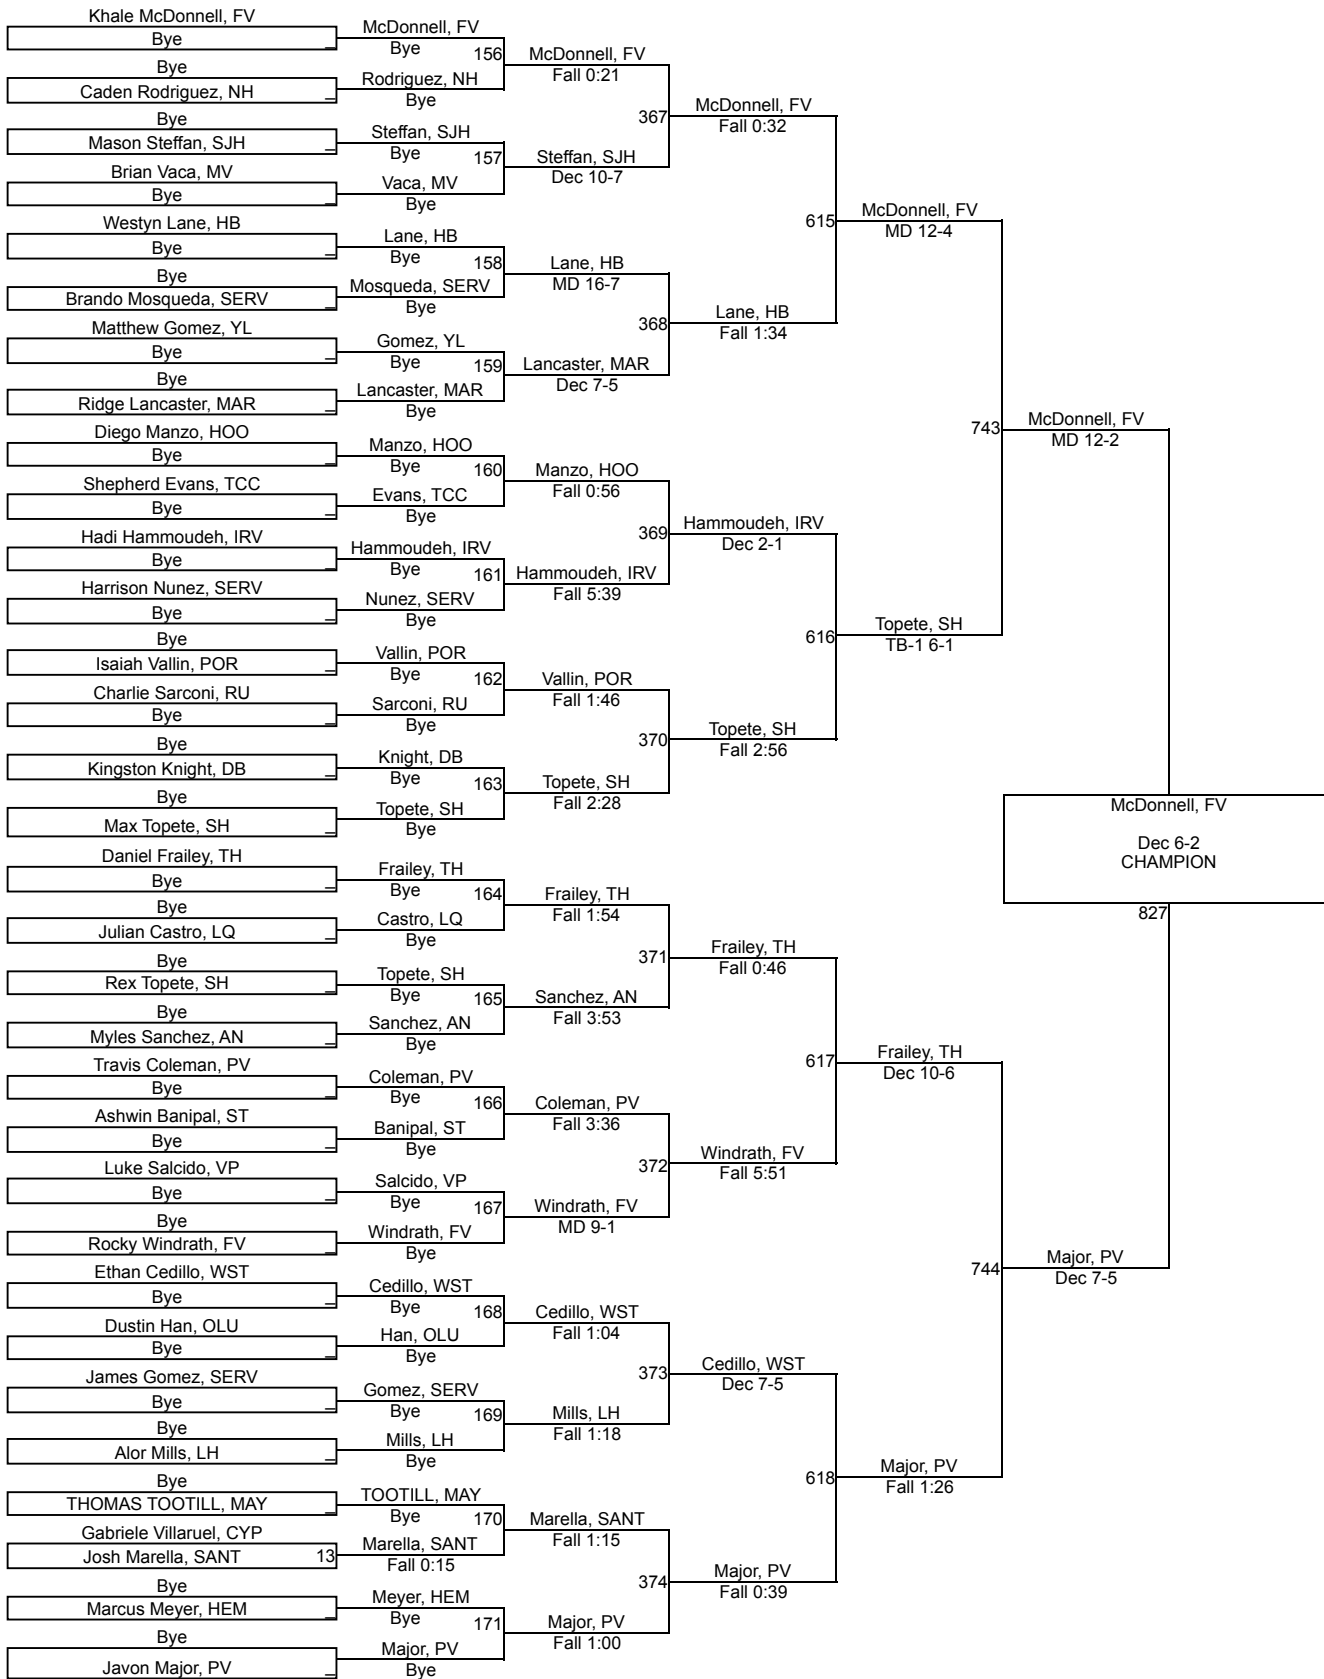 Khale McDonnell, FV
Bye _
Bye
Caden Rodriguez, NH _
Bye
Mason Steffan, SJH _
Brian Vaca, MV
Bye _
Westyn Lane, HB
Bye _
Bye
Brando Mosqueda, SERV _
Matthew Gomez, YL
Bye _
Bye
Ridge Lancaster, MAR _
Diego Manzo, HOO
Bye _
Shepherd Evans, TCC
Bye _
Hadi Hammoudeh, IRV
Bye _
Harrison Nunez, SERV
Bye _
Bye
Isaiah Vallin, POR _
Charlie Sarconi, RU
Bye _
Bye
Kingston Knight, DB _
Bye
Max Topete, SH _
Daniel Frailey, TH
Bye _
Bye
Julian Castro, LQ _
Bye
Rex Topete, SH _
Bye
Myles Sanchez, AN _
Travis Coleman, PV
Bye _
Ashwin Banipal, ST
Bye _
Luke Salcido, VP
Bye _
Bye
Rocky Windrath, FV _
Ethan Cedillo, WST
Bye _
Dustin Han, OLU
Bye _
James Gomez, SERV
Bye _
Bye
Alor Mills, LH _
Bye
THOMAS TOOTILL, MAY _
Gabriele Villaruel, CYP
Josh Marella, SANT 13
Bye
Marcus Meyer, HEM _
Bye
Javon Major, PV _
McDonnell, FV
Bye
156
Rodriguez, NH
Bye
Steffan, SJH
Bye
157
Vaca, MV
Bye
Lane, HB
Bye
158
Mosqueda, SERV
Bye
Gomez, YL
Bye
159
Lancaster, MAR
Bye
Manzo, HOO
Bye
160
Evans, TCC
Bye
Hammoudeh, IRV
Bye
161
Nunez, SERV
Bye
Vallin, POR
Bye
162
Sarconi, RU
Bye
Knight, DB
Bye
163
Topete, SH
Bye
Frailey, TH
Bye
164
Castro, LQ
Bye
Topete, SH
Bye
165
Sanchez, AN
Bye
Coleman, PV
Bye
166
Banipal, ST
Bye
Salcido, VP
Bye
167
Windrath, FV
Bye
Cedillo, WST
Bye
168
Han, OLU
Bye
Gomez, SERV
Bye
169
Mills, LH
Bye
TOOTILL, MAY
Bye
170
Marella, SANT
Fall 0:15
Meyer, HEM
Bye
171
Major, PV
Bye
McDonnell, FV
Fall 0:21
367
Steffan, SJH
Dec 10-7
Lane, HB
MD 16-7
368
Lancaster, MAR
Dec 7-5
Manzo, HOO
Fall 0:56
369
Hammoudeh, IRV
Fall 5:39
Vallin, POR
Fall 1:46
370
Topete, SH
Fall 2:28
Frailey, TH
Fall 1:54
371
Sanchez, AN
Fall 3:53
Coleman, PV
Fall 3:36
372
Windrath, FV
MD 9-1
Cedillo, WST
Fall 1:04
373
Mills, LH
Fall 1:18
Marella, SANT
Fall 1:15
374
Major, PV
Fall 1:00
McDonnell, FV
Fall 0:32
615
Lane, HB
Fall 1:34
Hammoudeh, IRV
Dec 2-1
616
Topete, SH
Fall 2:56
Frailey, TH
Fall 0:46
617
Windrath, FV
Fall 5:51
Cedillo, WST
Dec 7-5
618
Major, PV
Fall 0:39
McDonnell, FV
MD 12-4
743
Topete, SH
TB-1 6-1
Frailey, TH
Dec 10-6
744
Major, PV
Fall 1:26
McDonnell, FV
MD 12-2
Major, PV
Dec 7-5
McDonnell, FV
Dec 6-2
CHAMPION
827